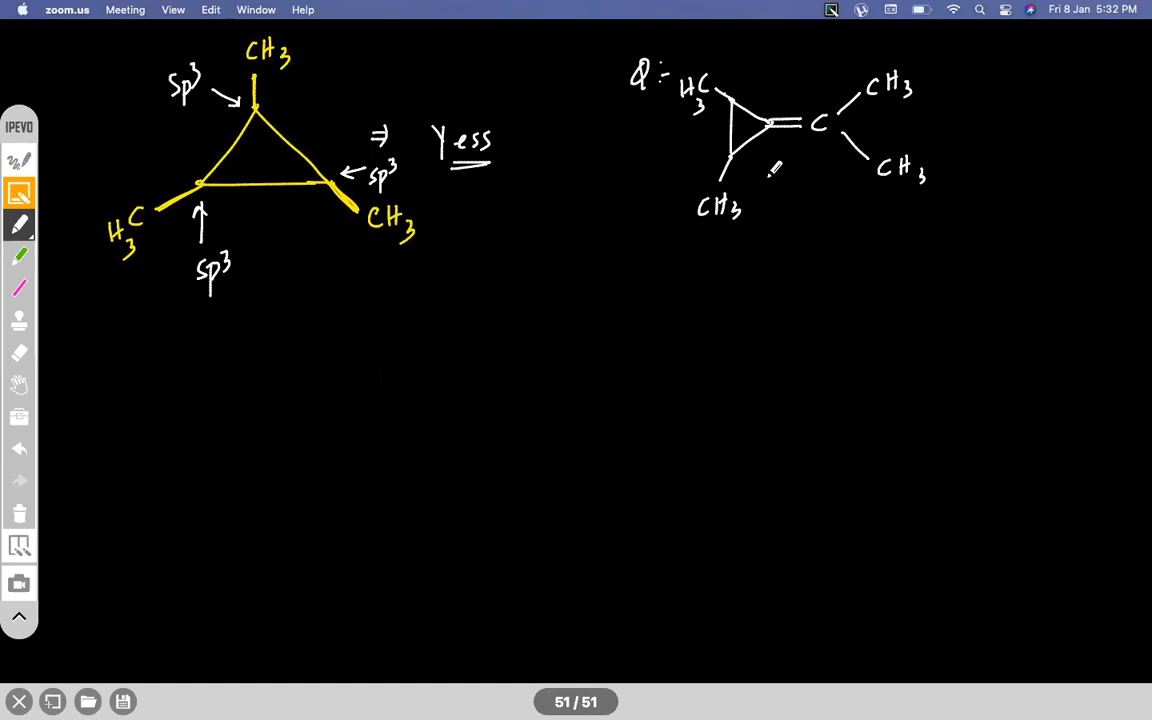 zoom.us Meeting View Edit Window Help Fri 8 Jan 5:32 PM
IPEVO
CH3
Sp3
⇒ Yess
sp3
H3C
CH3
sp3
Q:- H3C
C
CH3
CH3
CH3
51 / 51